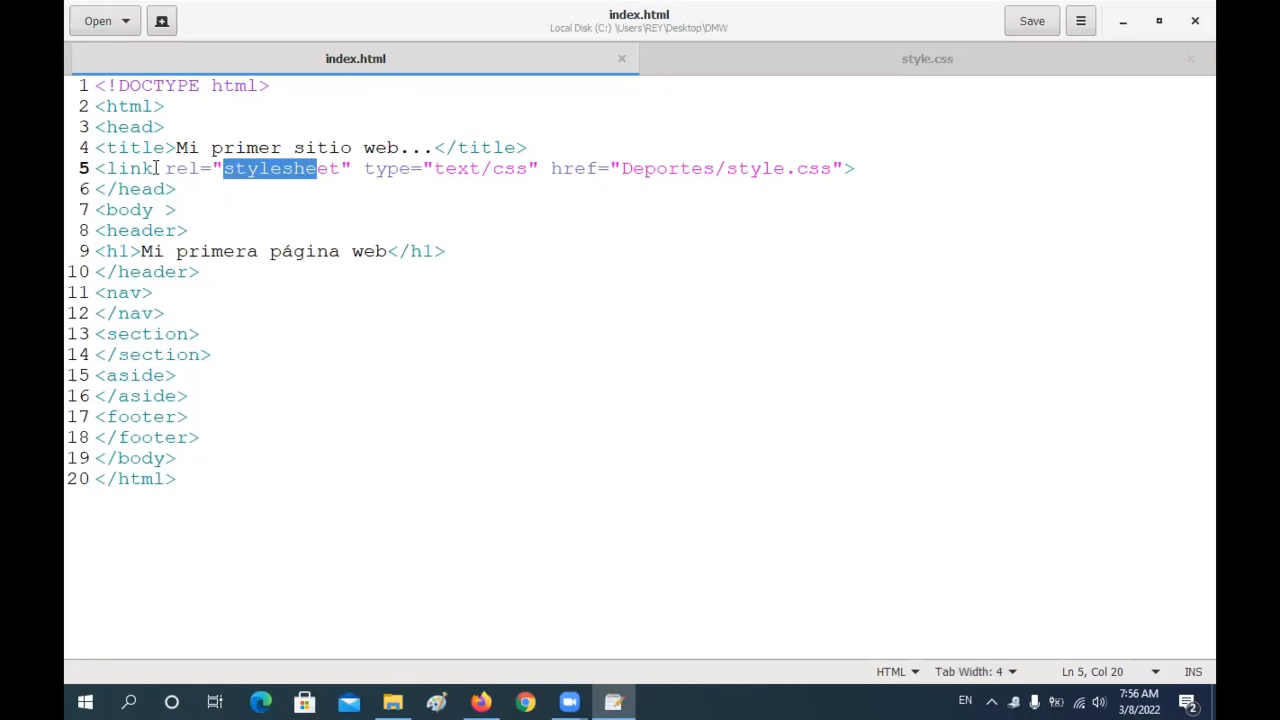 Open
index.html
Local Disk (C:) \Users\REY\Desktop\DMW
Save
index.html
style.css
1 <!DOCTYPE html>
2 <html>
3 <head>
4 <title>Mi primer sitio web...</title>
5 <link rel="stylesheet" type="text/css" href="Deportes/style.css">
6 </head>
7 <body >
8 <header>
9 <h1>Mi primera página web</h1>
10 </header>
11 <nav>
12 </nav>
13 <section>
14 </section>
15 <aside>
16 </aside>
17 <footer>
18 </footer>
19 </body>
20 </html>
HTML Tab Width: 4 Ln 5, Col 20 INS
EN
7:56 AM
3/8/2022
2